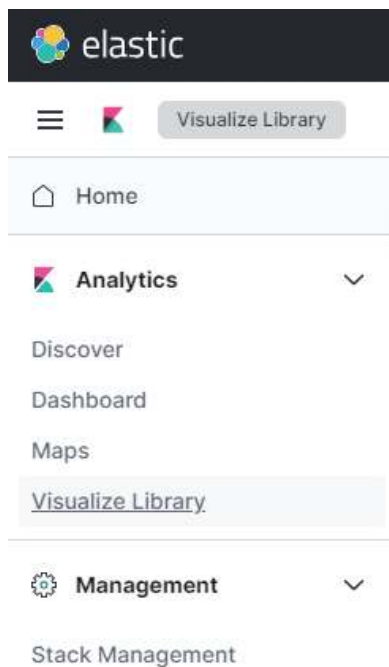 elastic
Visualize Library
Home
Analytics
Discover
Dashboard
Maps
Visualize Library
Management
Stack Management